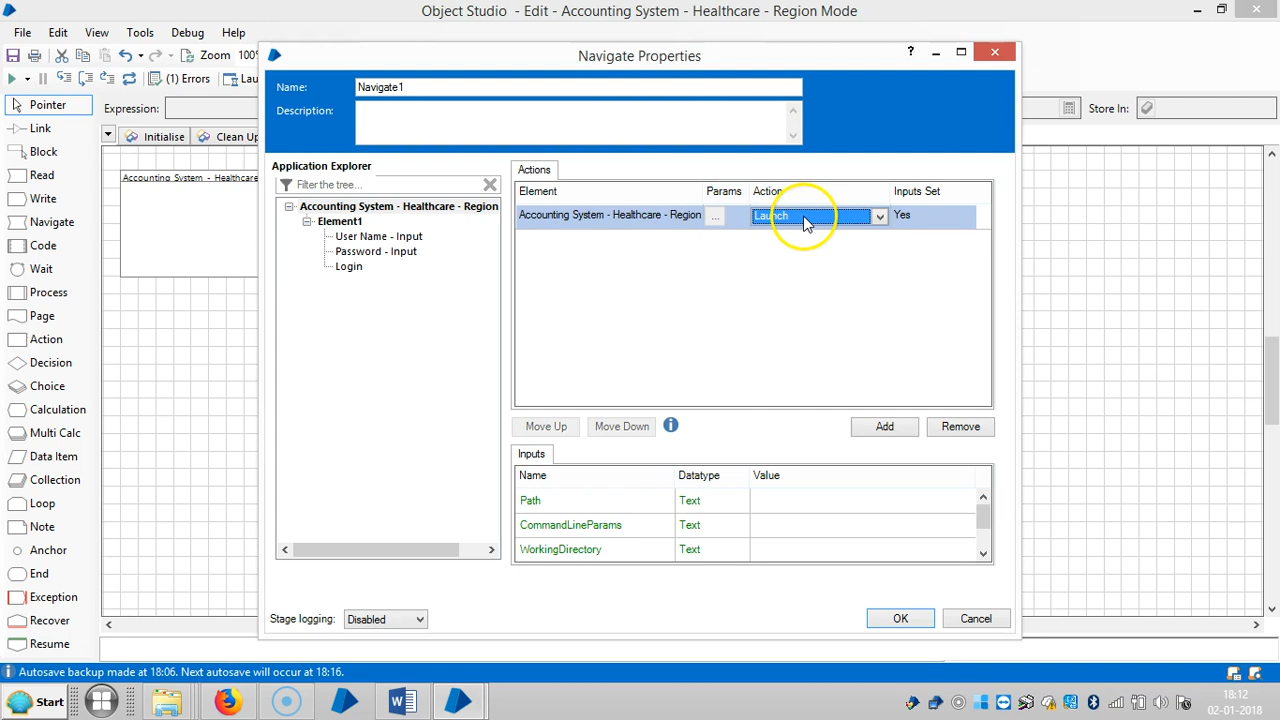 Object Studio - Edit - Accounting System - Healthcare - Region Mode
File Edit View Tools Debug Help
Zoom 100%
(1) Errors
Pointer
Expression:
Store In:
Link
Initialise
Clean Up
Block
Read
Accounting System - Healthcare
Write
Navigate
Code
Wait
Process
Page
Action
Decision
Choice
Calculation
Multi Calc
Data Item
Collection
Loop
Note
Anchor
End
Exception
Recover
Resume
Navigate Properties
?
Name:
Navigate1
Description:
Application Explorer
Filter the tree...
Accounting System - Healthcare - Region
Element1
User Name - Input
Password - Input
Login
Actions
Element Params Action Inputs Set
Accounting System - Healthcare - Region ... Launch Yes
Move Up Move Down Add Remove
Inputs
Name Datatype Value
Path Text
CommandLineParams Text
WorkingDirectory Text
Stage logging: Disabled
OK Cancel
Autosave backup made at 18:06. Next autosave will occur at 18:16.
Start
18:12
02-01-2018